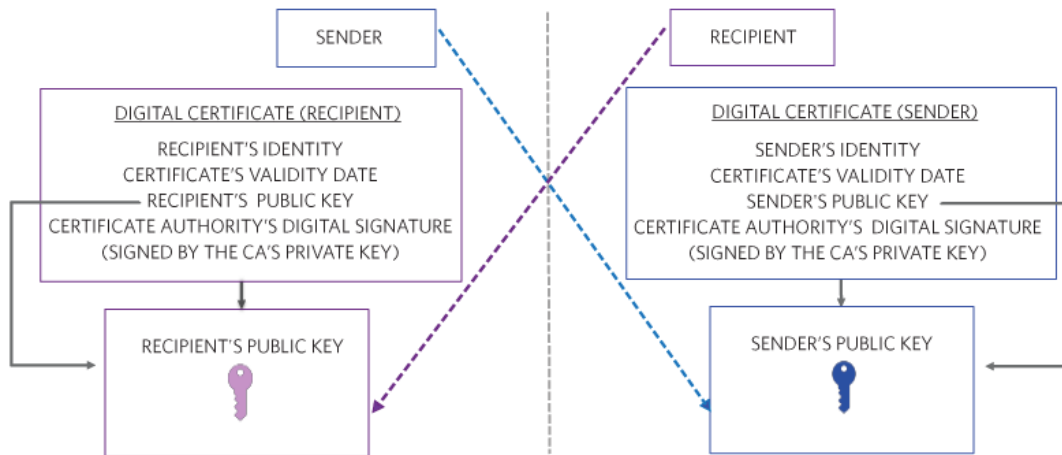 SENDER
RECIPIENT
DIGITAL CERTIFICATE (RECIPIENT)
RECIPIENT'S IDENTITY
CERTIFICATE'S VALIDITY DATE
RECIPIENT'S PUBLIC KEY
CERTIFICATE AUTHORITY'S DIGITAL SIGNATURE
(SIGNED BY THE CA'S PRIVATE KEY)
DIGITAL CERTIFICATE (SENDER)
SENDER'S IDENTITY
CERTIFICATE'S VALIDITY DATE
SENDER'S PUBLIC KEY
CERTIFICATE AUTHORITY'S DIGITAL SIGNATURE
(SIGNED BY THE CA'S PRIVATE KEY)
RECIPIENT'S PUBLIC KEY
SENDER'S PUBLIC KEY